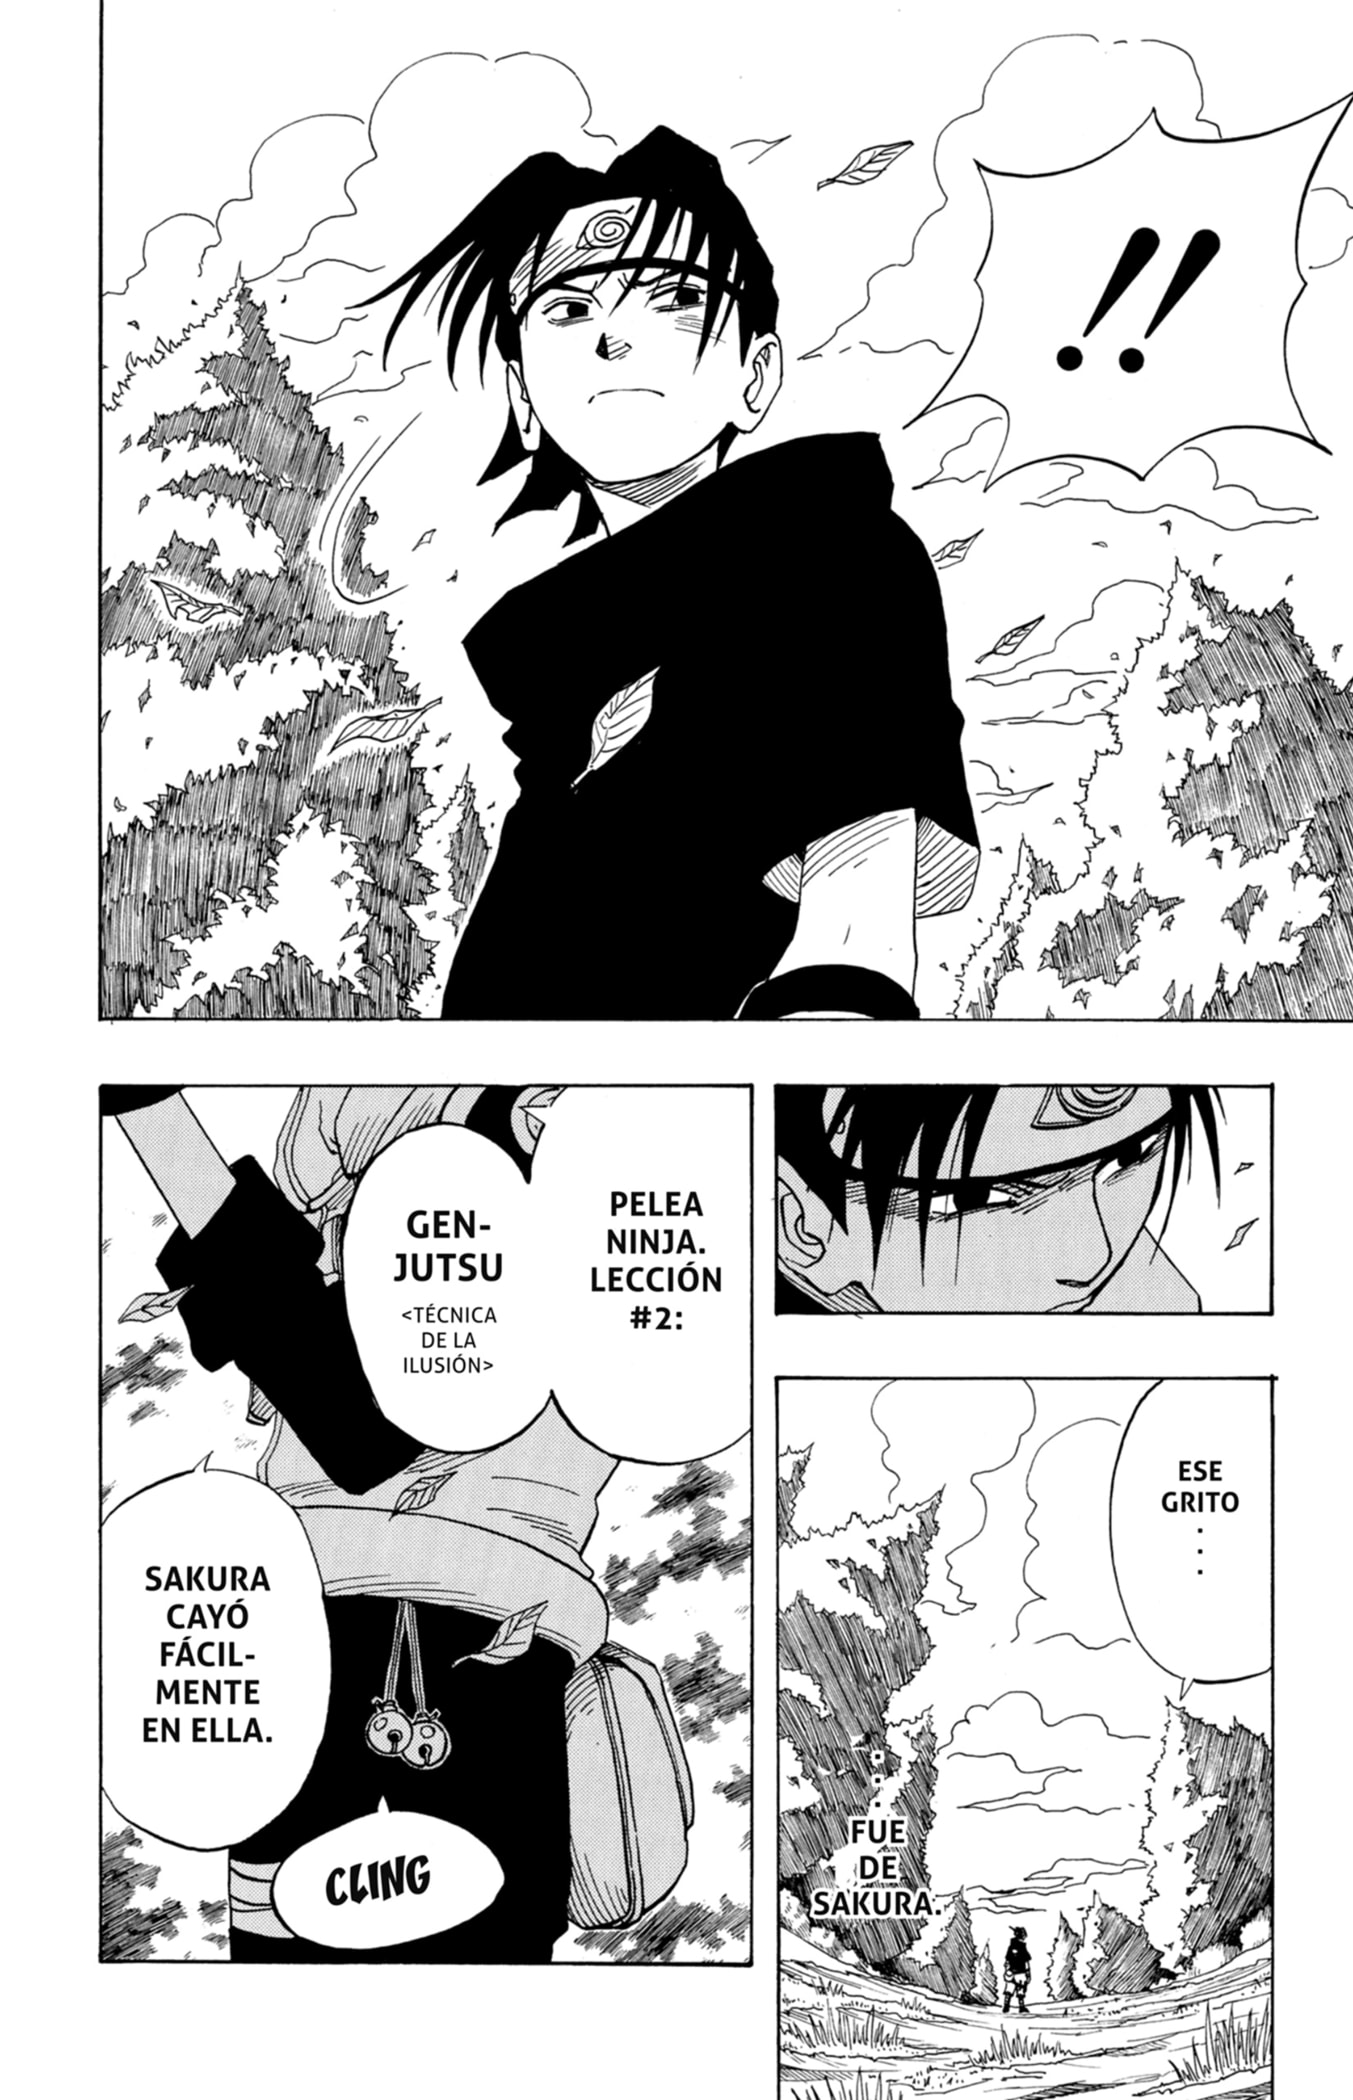 !!
ESE
GRITO
...
...
FUE
DE
SAKURA.
PELEA
NINJA.
LECCIÓN
#2:
GEN-
JUTSU
<TÉCNICA
DE LA
ILUSIÓN>
SAKURA
CAYÓ
FÁCIL-
MENTE
EN ELLA.
CLING